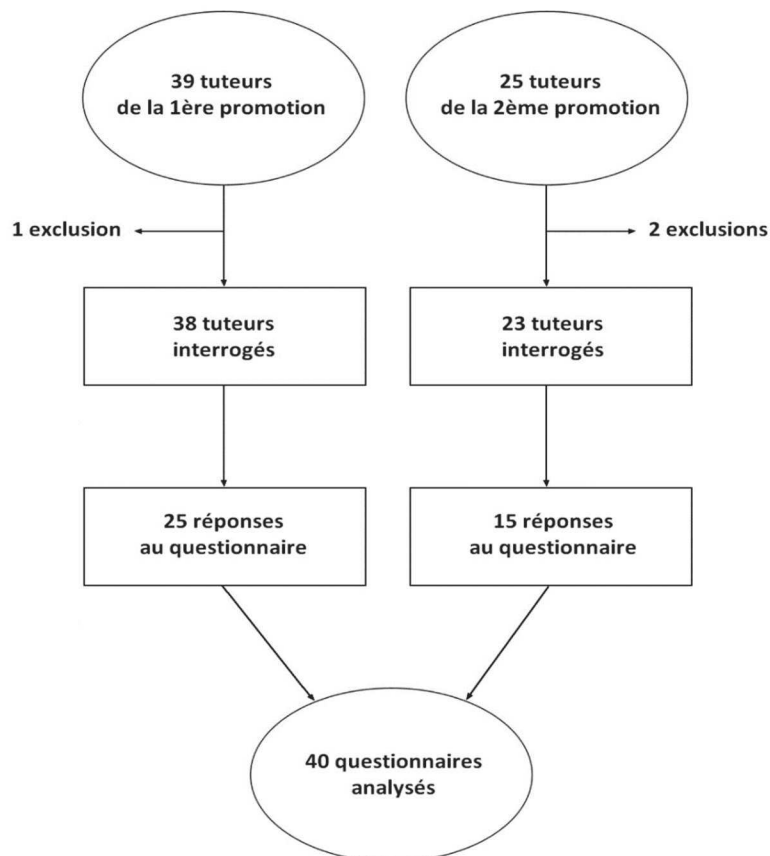 39 tuteurs
de la 1ère promotion
25 tuteurs
de la 2ème promotion
1 exclusion
2 exclusions
38 tuteurs
interrogés
23 tuteurs
interrogés
25 réponses
au questionnaire
15 réponses
au questionnaire
40 questionnaires
analysés